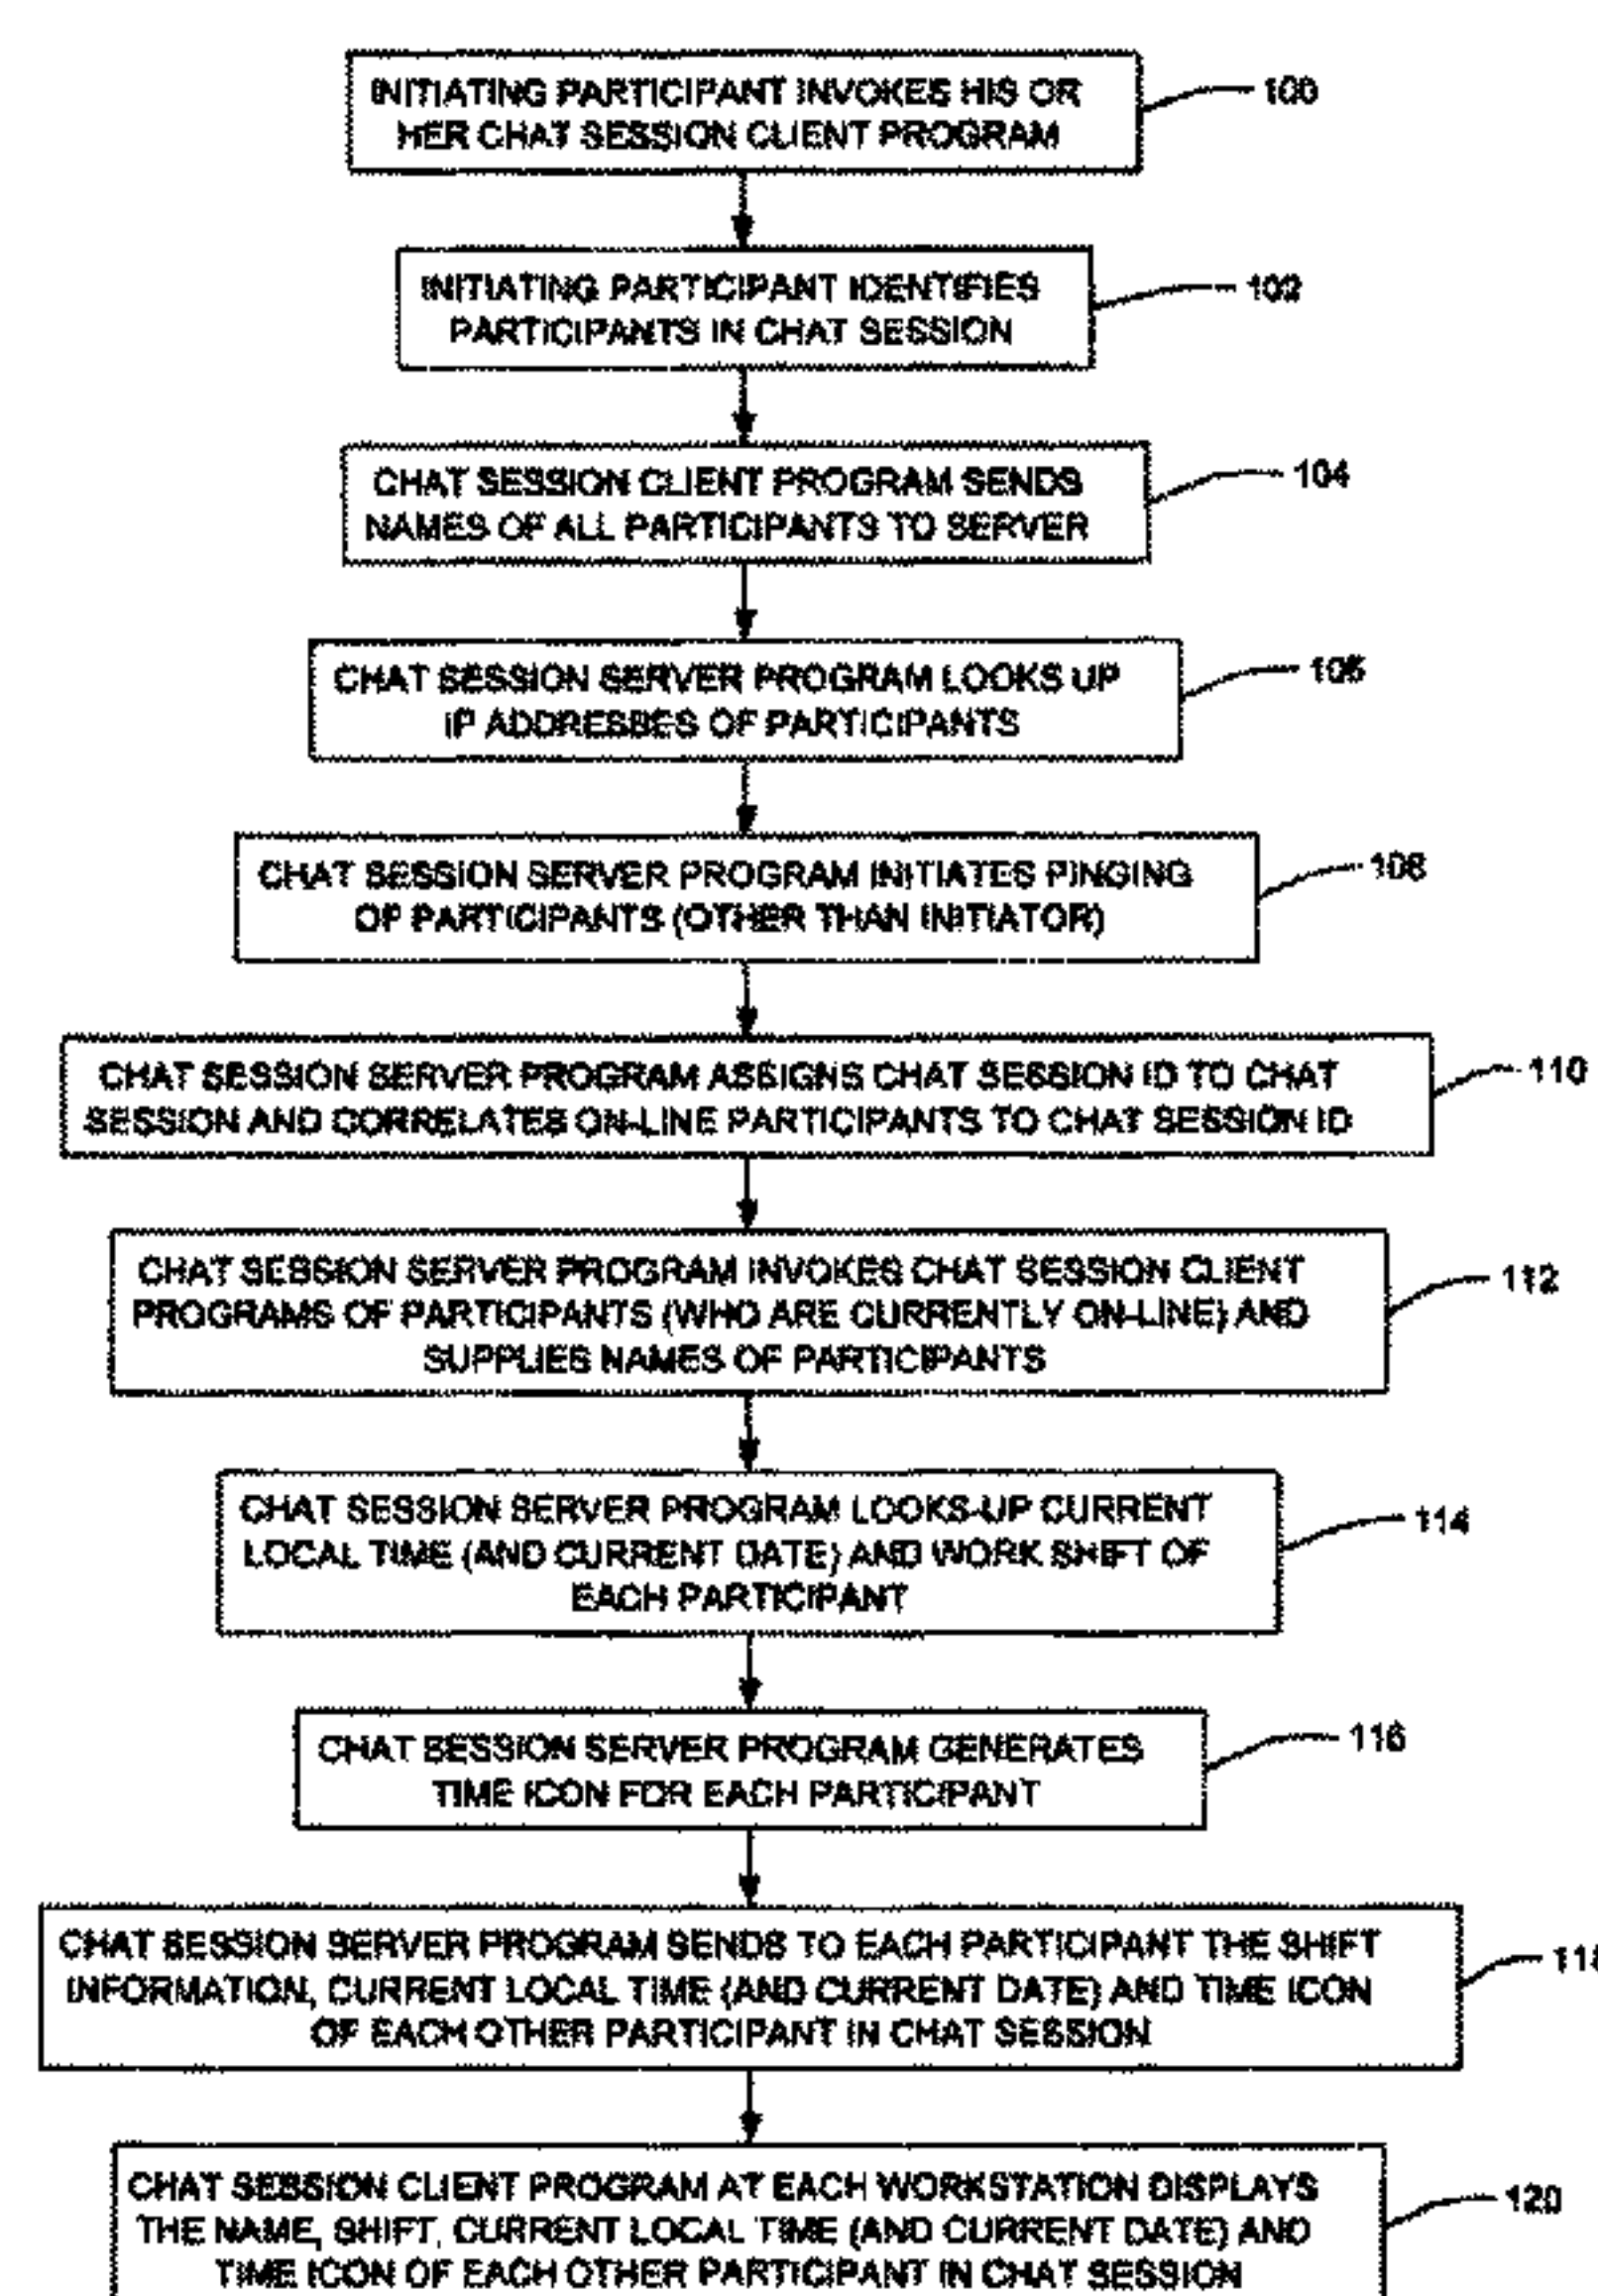 INITIATING PARTICIPANT INVOKES HIS OR
HER CHAT SESSION CLIENT PROGRAM
100
INITIATING PARTICIPANT IDENTIFIES
PARTICIPANTS IN CHAT SESSION
102
CHAT SESSION CLIENT PROGRAM SENDS
NAMES OF ALL PARTICIPANTS TO SERVER
104
CHAT SESSION SERVER PROGRAM LOOKS UP
IP ADDRESSES OF PARTICIPANTS
106
CHAT SESSION SERVER PROGRAM INITIATES PINGING
OF PARTICIPANTS (OTHER THAN INITIATOR)
108
CHAT SESSION SERVER PROGRAM ASSIGNS CHAT SESSION ID TO CHAT
SESSION AND CORRELATES ON-LINE PARTICIPANTS TO CHAT SESSION ID
110
CHAT SESSION SERVER PROGRAM INVOKES CHAT SESSION CLIENT
PROGRAMS OF PARTICIPANTS (WHO ARE CURRENTLY ON-LINE) AND
SUPPLIES NAMES OF PARTICIPANTS
112
CHAT SESSION SERVER PROGRAM LOOKS-UP CURRENT
LOCAL TIME (AND CURRENT DATE) AND WORK SHIFT OF
EACH PARTICIPANT
114
CHAT SESSION SERVER PROGRAM GENERATES
TIME ICON FOR EACH PARTICIPANT
116
CHAT SESSION SERVER PROGRAM SENDS TO EACH PARTICIPANT THE SHIFT
INFORMATION, CURRENT LOCAL TIME (AND CURRENT DATE) AND TIME ICON
OF EACH OTHER PARTICIPANT IN CHAT SESSION
118
CHAT SESSION CLIENT PROGRAM AT EACH WORKSTATION DISPLAYS
THE NAME, SHIFT, CURRENT LOCAL TIME (AND CURRENT DATE) AND
TIME ICON OF EACH OTHER PARTICIPANT IN CHAT SESSION
120